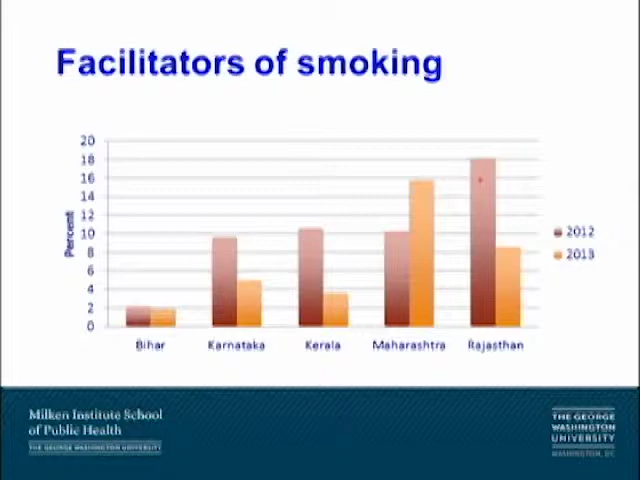 Facilitators of smoking
20
18
16
14
12
10
8
6
4
2
0
Percent
Bihar
Karnataka
Kerala
Maharashtra
Rajasthan
2012
2013
Milken Institute School
of Public Health
THE GEORGE WASHINGTON UNIVERSITY
THE GEORGE
WASHINGTON
UNIVERSITY
WASHINGTON, DC